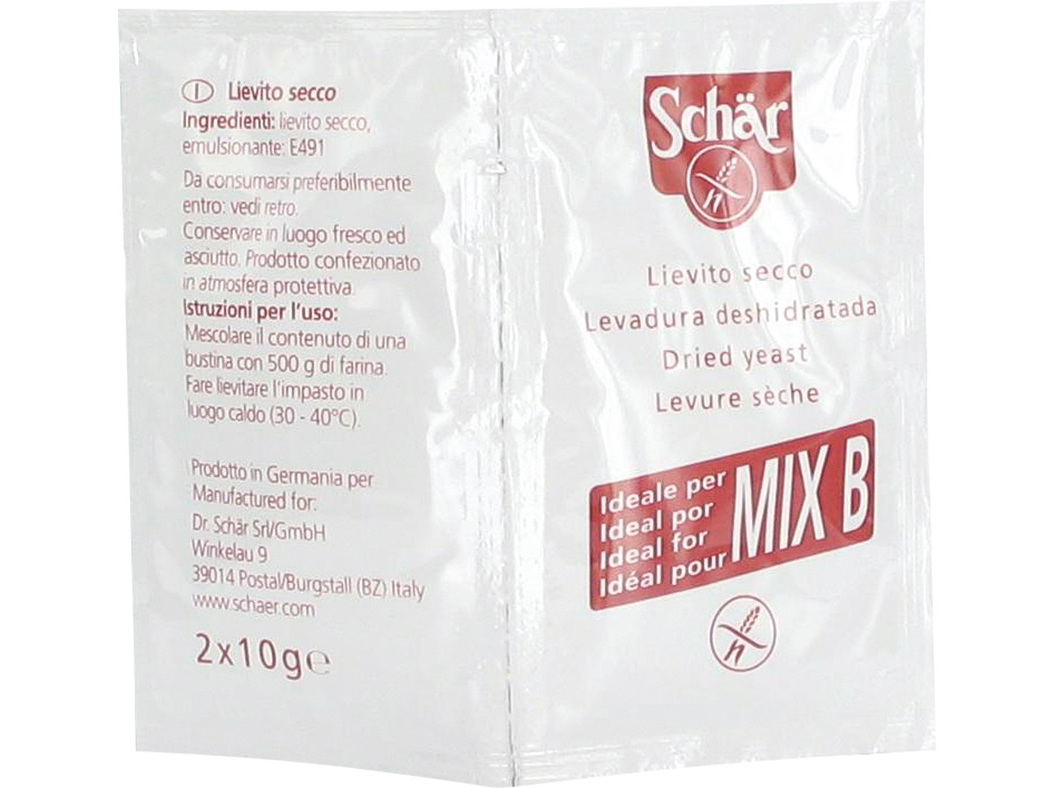 I Lievito secco
Ingredienti: lievito secco,
emulsionante: E491
Da consumarsi preferibilmente
entro: vedi retro.
Conservare in luogo fresco ed
asciutto. Prodotto confezionato
in atmosfera protettiva.
Istruzioni per l'uso:
Mescolare il contenuto di una
bustina con 500 g di farina.
Fare lievitare l'impasto in
luogo caldo (30 - 40°C).
Prodotto in Germania per
Manufactured for:
Dr. Schär Srl/GmbH
Winkelau 9
39014 Postal/Burgstall (BZ) Italy
www.schaer.com
2x10g℮
Schär
Lievito secco
Levadura deshidratada
Dried yeast
Levure sèche
Ideale per
Ideal por
Ideal for
Idéal pour
MIX B